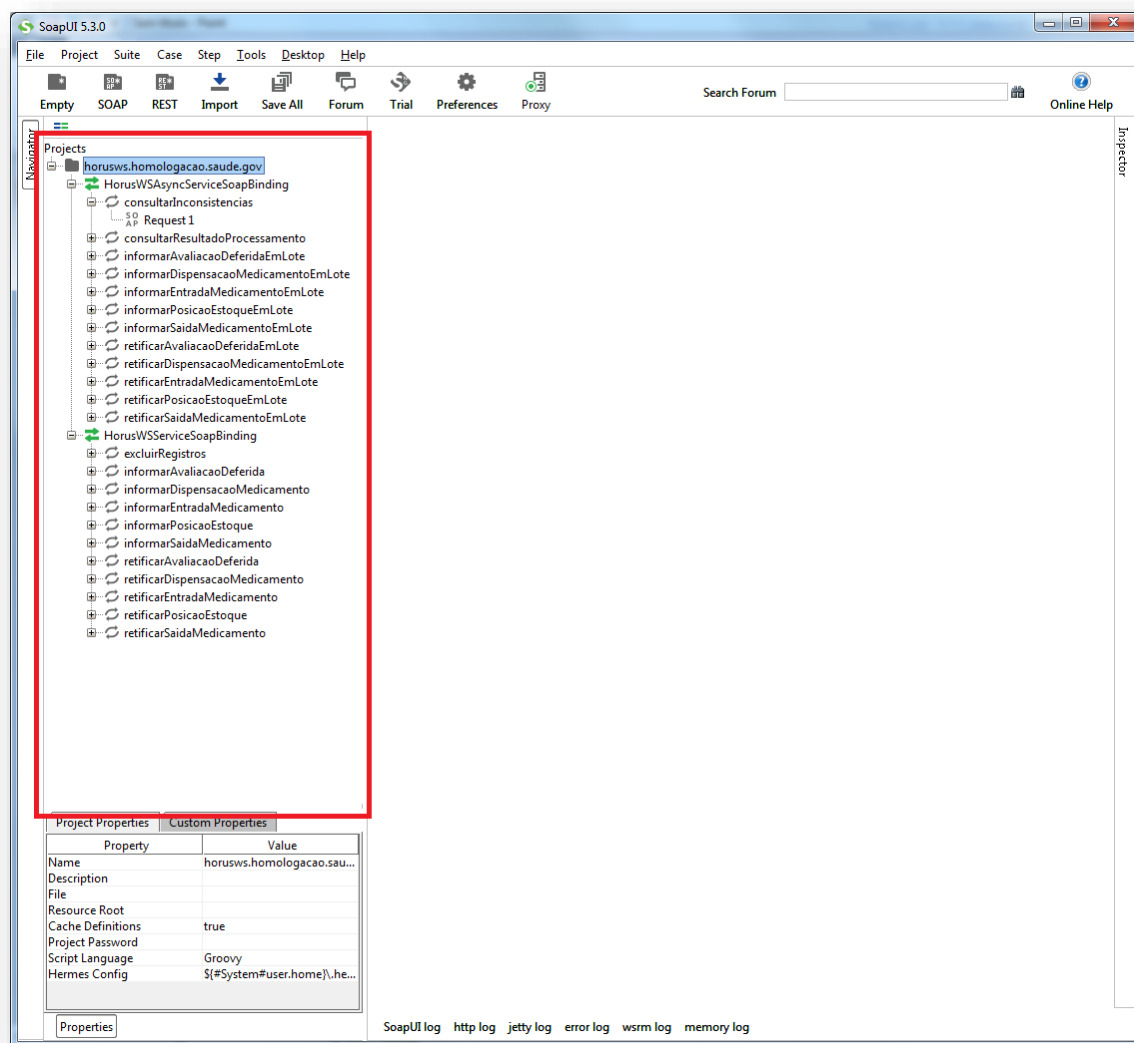 SoapUI 5.3.0
File Project Suite Case Step Tools Desktop Help
Empty SOAP REST Import Save All Forum Trial Preferences Proxy
Search Forum
Online Help
Navigator
Inspector
Projects
horusws.homologacao.saude.gov
HorusWSAsyncServiceSoapBinding
consultarInconsistencias
SO AP Request 1
consultarResultadoProcessamento
informarAvaliacaoDeferidaEmLote
informarDispensacaoMedicamentoEmLote
informarEntradaMedicamentoEmLote
informarPosicaoEstoqueEmLote
informarSaidaMedicamentoEmLote
retificarAvaliacaoDeferidaEmLote
retificarDispensacaoMedicamentoEmLote
retificarEntradaMedicamentoEmLote
retificarPosicaoEstoqueEmLote
retificarSaidaMedicamentoEmLote
HorusWSServiceSoapBinding
excluirRegistros
informarAvaliacaoDeferida
informarDispensacaoMedicamento
informarEntradaMedicamento
informarPosicaoEstoque
informarSaidaMedicamento
retificarAvaliacaoDeferida
retificarDispensacaoMedicamento
retificarEntradaMedicamento
retificarPosicaoEstoque
retificarSaidaMedicamento
Project Properties Custom Properties
Property Value
Name horusws.homologacao.sau...
Description
File
Resource Root
Cache Definitions true
Project Password
Script Language Groovy
Hermes Config ${#System#user.home}\.he...
Properties
SoapUI log http log jetty log error log wsrm log memory log